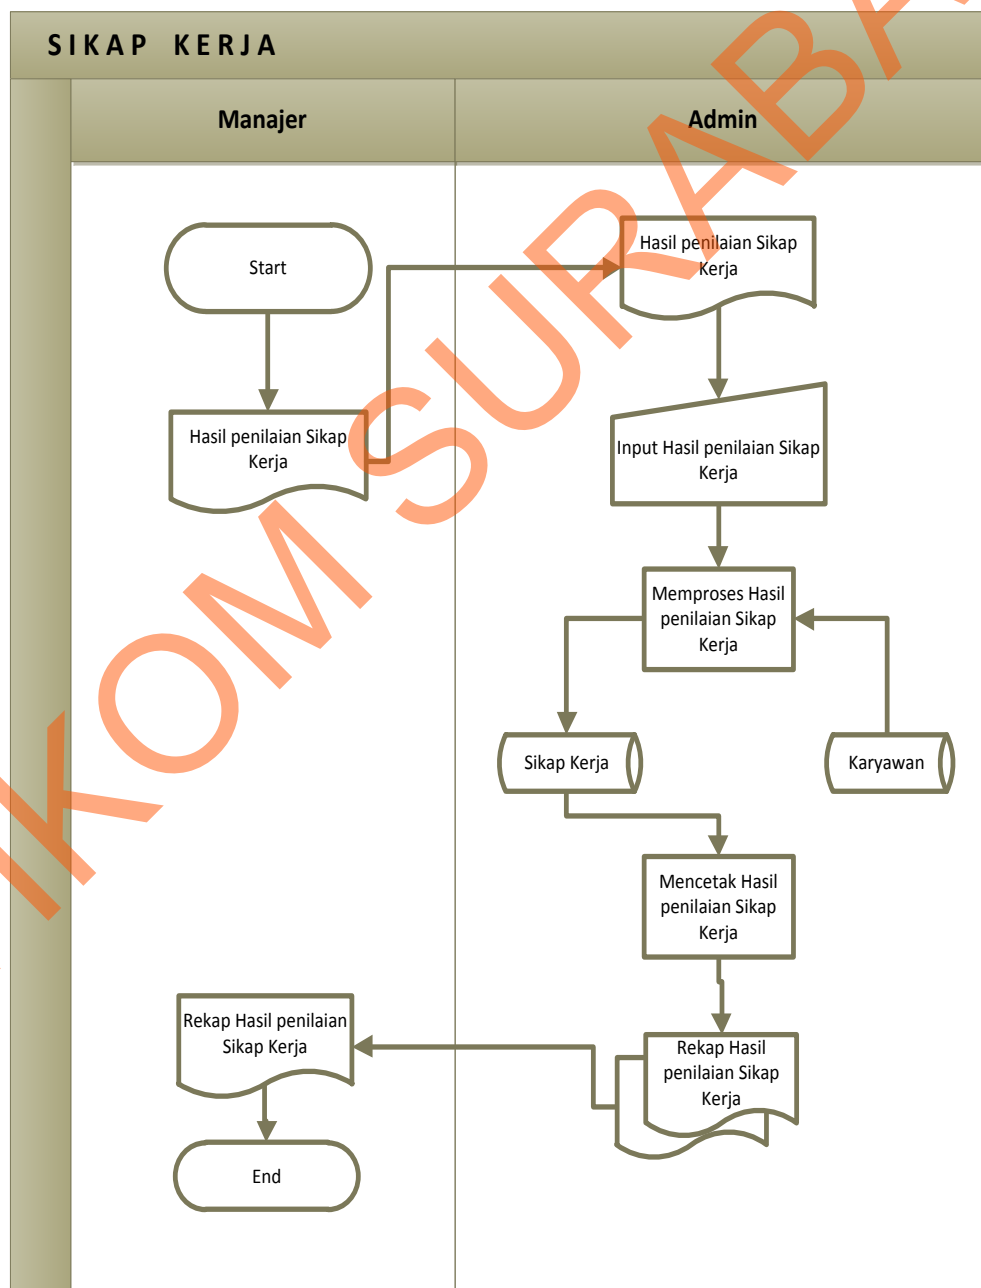 SIKAP KERJA
Manajer
Admin
Start
Hasil penilaian Sikap
Kerja
Hasil penilaian Sikap
Kerja
Input Hasil penilaian Sikap
Kerja
Memproses Hasil
penilaian Sikap
Kerja
Sikap Kerja
Karyawan
Mencetak Hasil
penilaian Sikap
Kerja
Rekap Hasil
penilaian Sikap
Kerja
Rekap Hasil penilaian
Sikap Kerja
End
IKOM SURABA